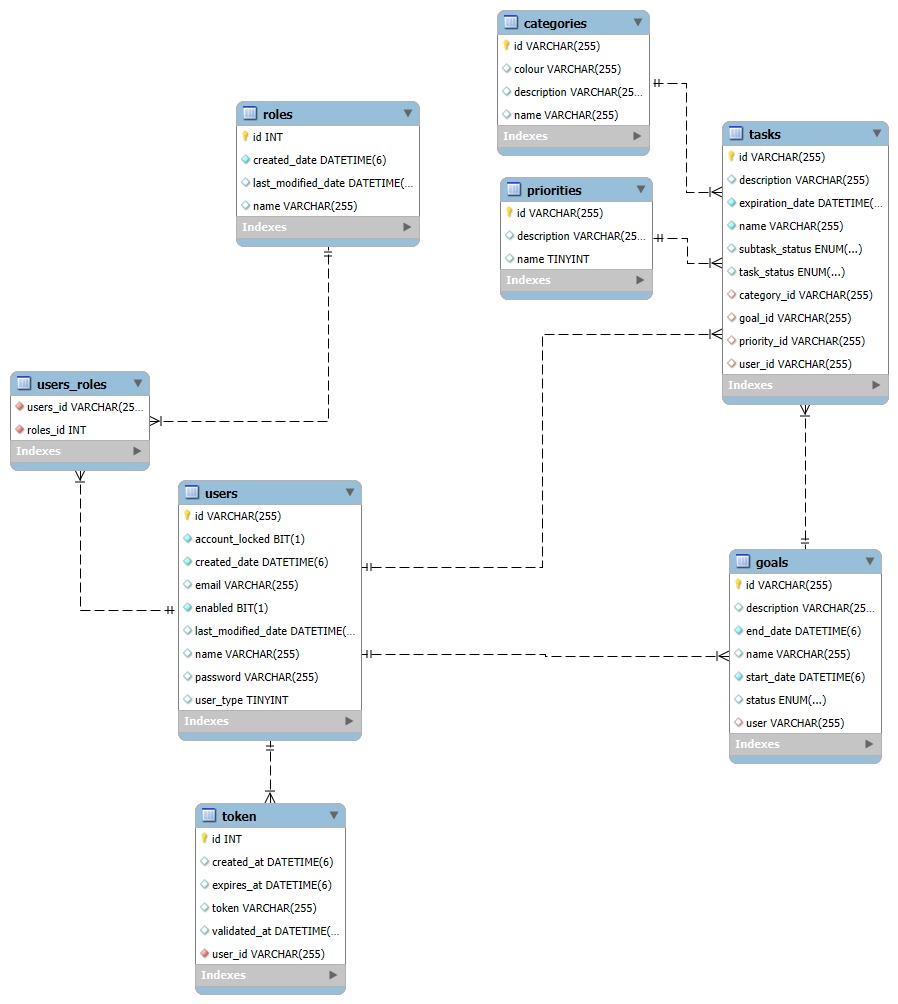 categories
id VARCHAR(255)
colour VARCHAR(255)
description VARCHAR(25...
name VARCHAR(255)
Indexes
roles
id INT
created_date DATETIME(6)
last_modified_date DATETIME(...
name VARCHAR(255)
Indexes
tasks
id VARCHAR(255)
description VARCHAR(255)
expiration_date DATETIME(...
name VARCHAR(255)
subtask_status ENUM(...)
task_status ENUM(...)
category_id VARCHAR(255)
goal_id VARCHAR(255)
priority_id VARCHAR(255)
user_id VARCHAR(255)
Indexes
priorities
id VARCHAR(255)
description VARCHAR(25...
name TINYINT
Indexes
users_roles
users_id VARCHAR(25...
roles_id INT
Indexes
users
id VARCHAR(255)
account_locked BIT(1)
created_date DATETIME(6)
email VARCHAR(255)
enabled BIT(1)
last_modified_date DATETIME(...
name VARCHAR(255)
password VARCHAR(255)
user_type TINYINT
Indexes
goals
id VARCHAR(255)
description VARCHAR(25...
end_date DATETIME(6)
name VARCHAR(255)
start_date DATETIME(6)
status ENUM(...)
user VARCHAR(255)
Indexes
token
id INT
created_at DATETIME(6)
expires_at DATETIME(6)
token VARCHAR(255)
validated_at DATETIME(...
user_id VARCHAR(255)
Indexes